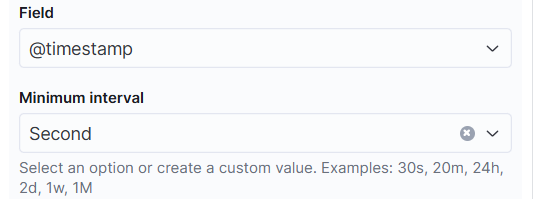 Field
@timestamp
Minimum interval
Second
Select an option or create a custom value. Examples: 30s, 20m, 24h,
2d, 1w, 1M